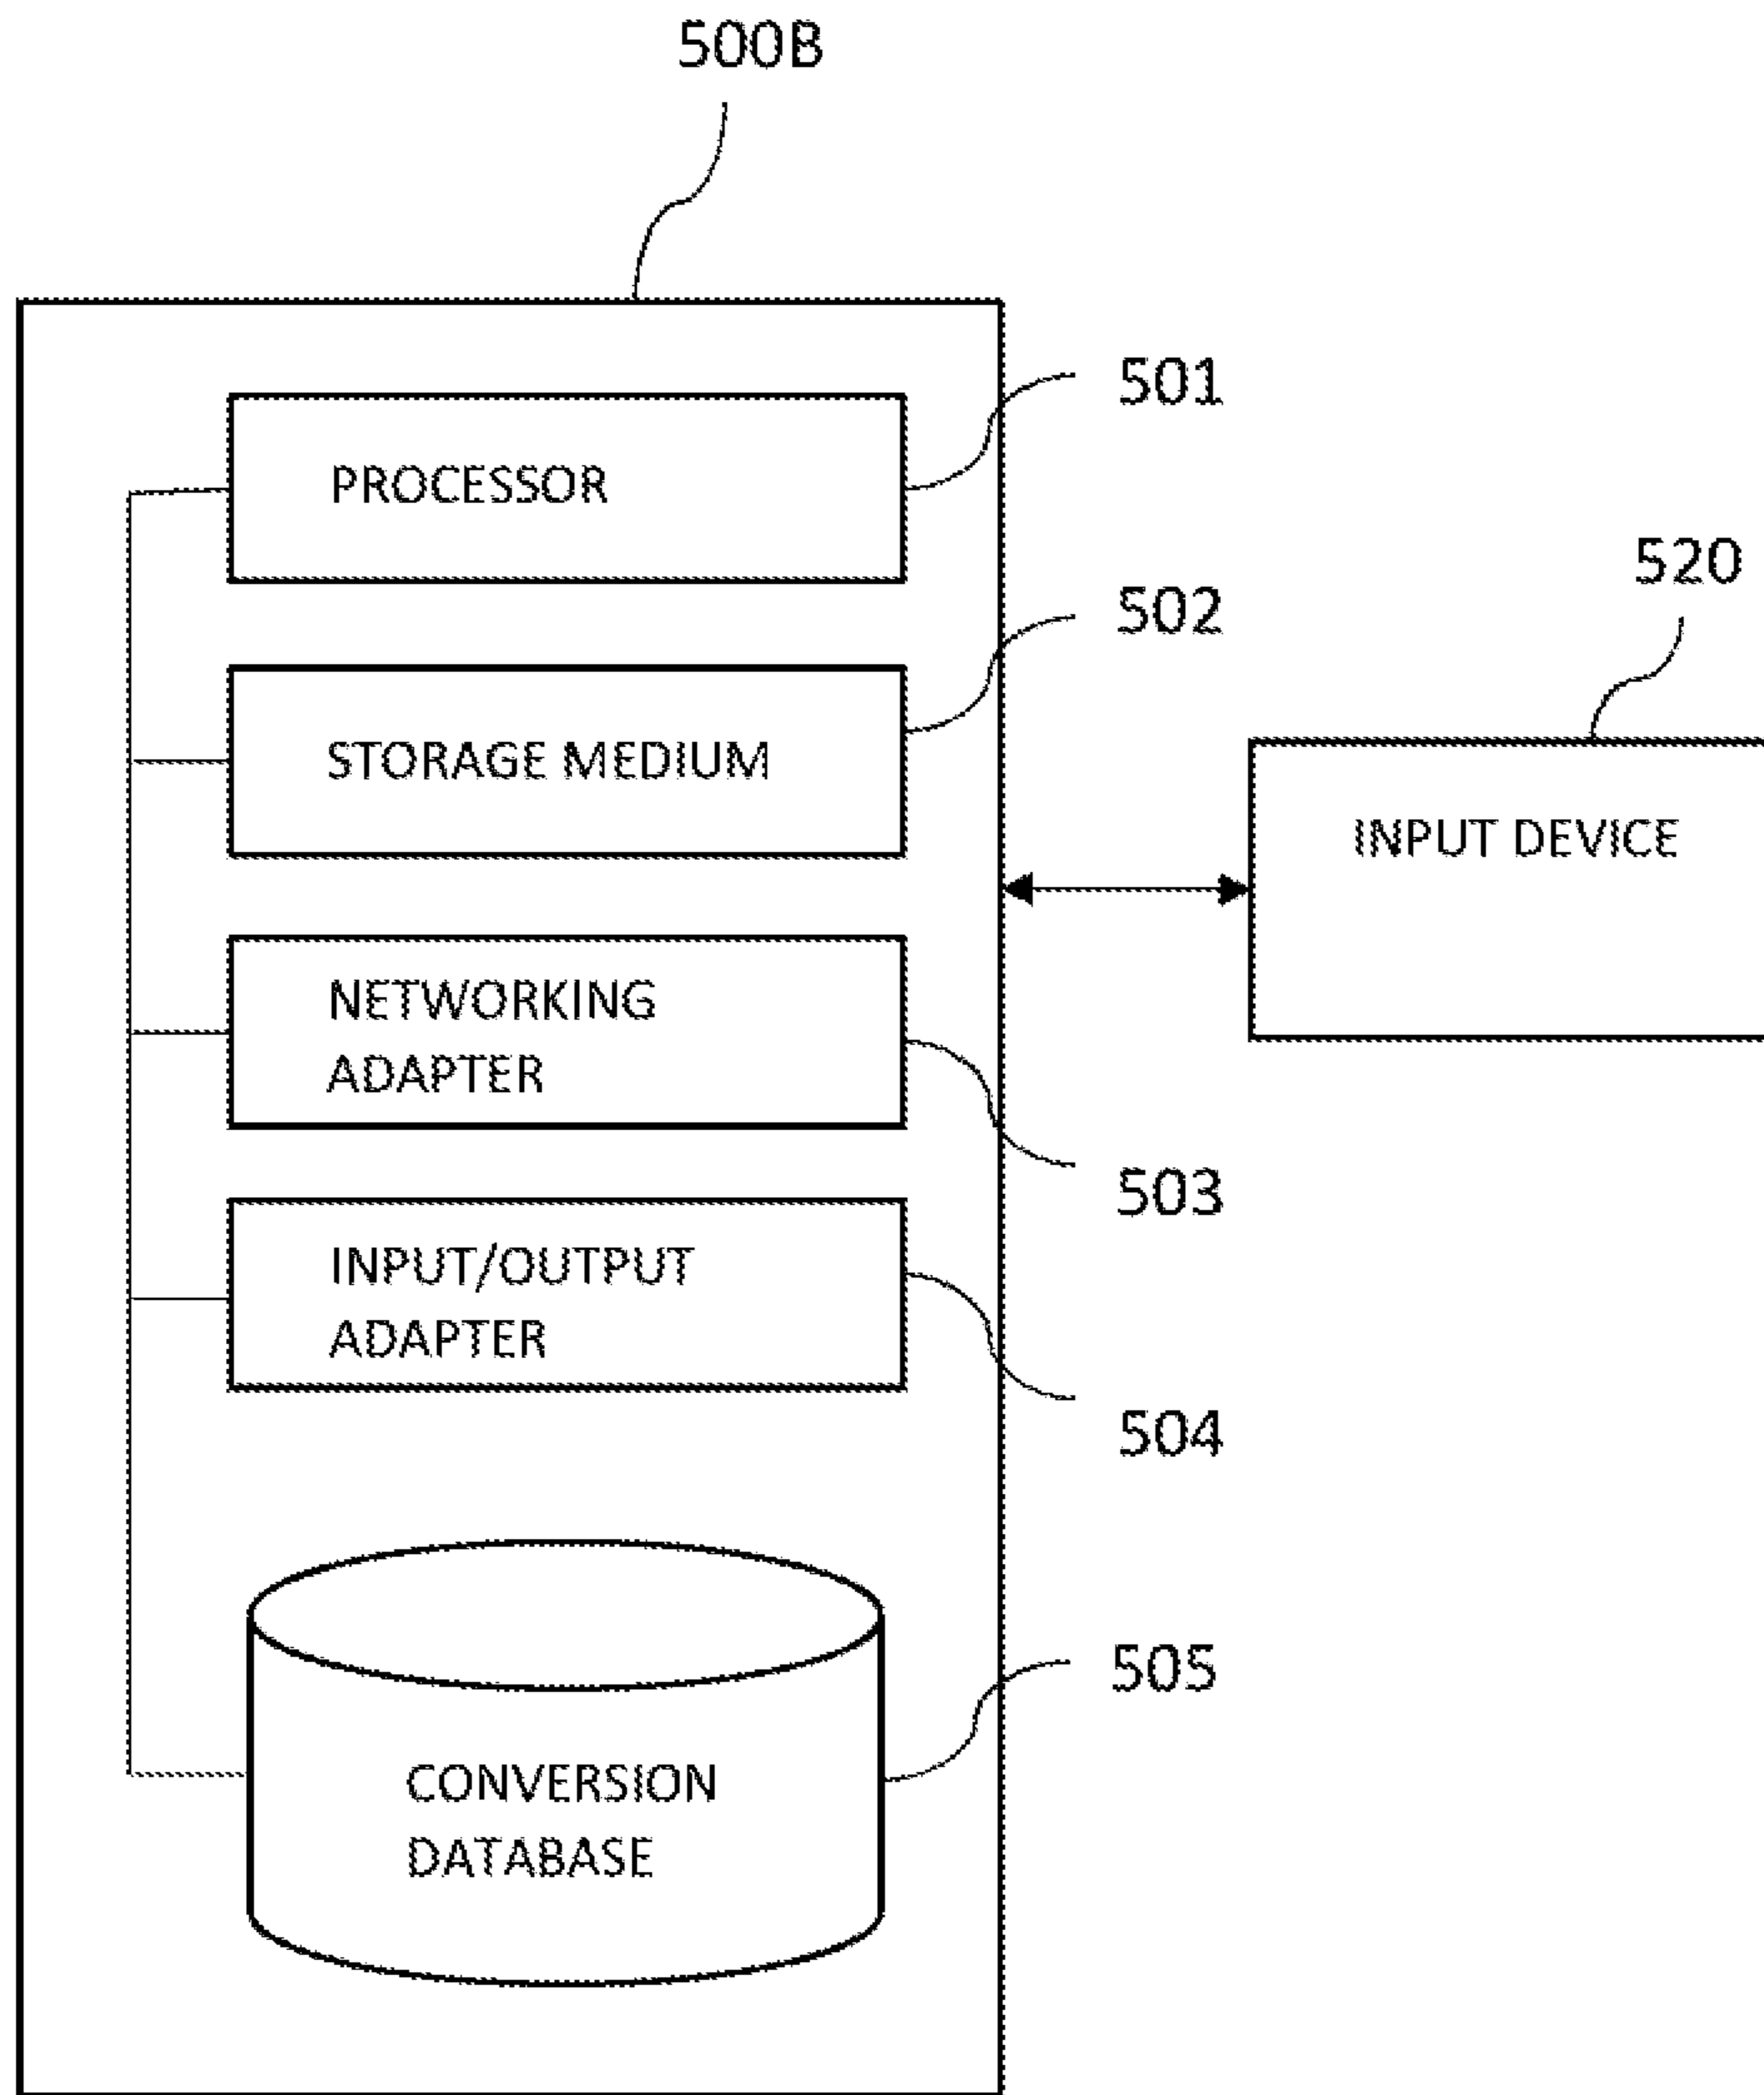 500B
501
PROCESSOR
520
502
STORAGE MEDIUM
INPUT DEVICE
NETWORKING
ADAPTER
503
INPUT/OUTPUT
ADAPTER
504
505
CONVERSION
DATABASE